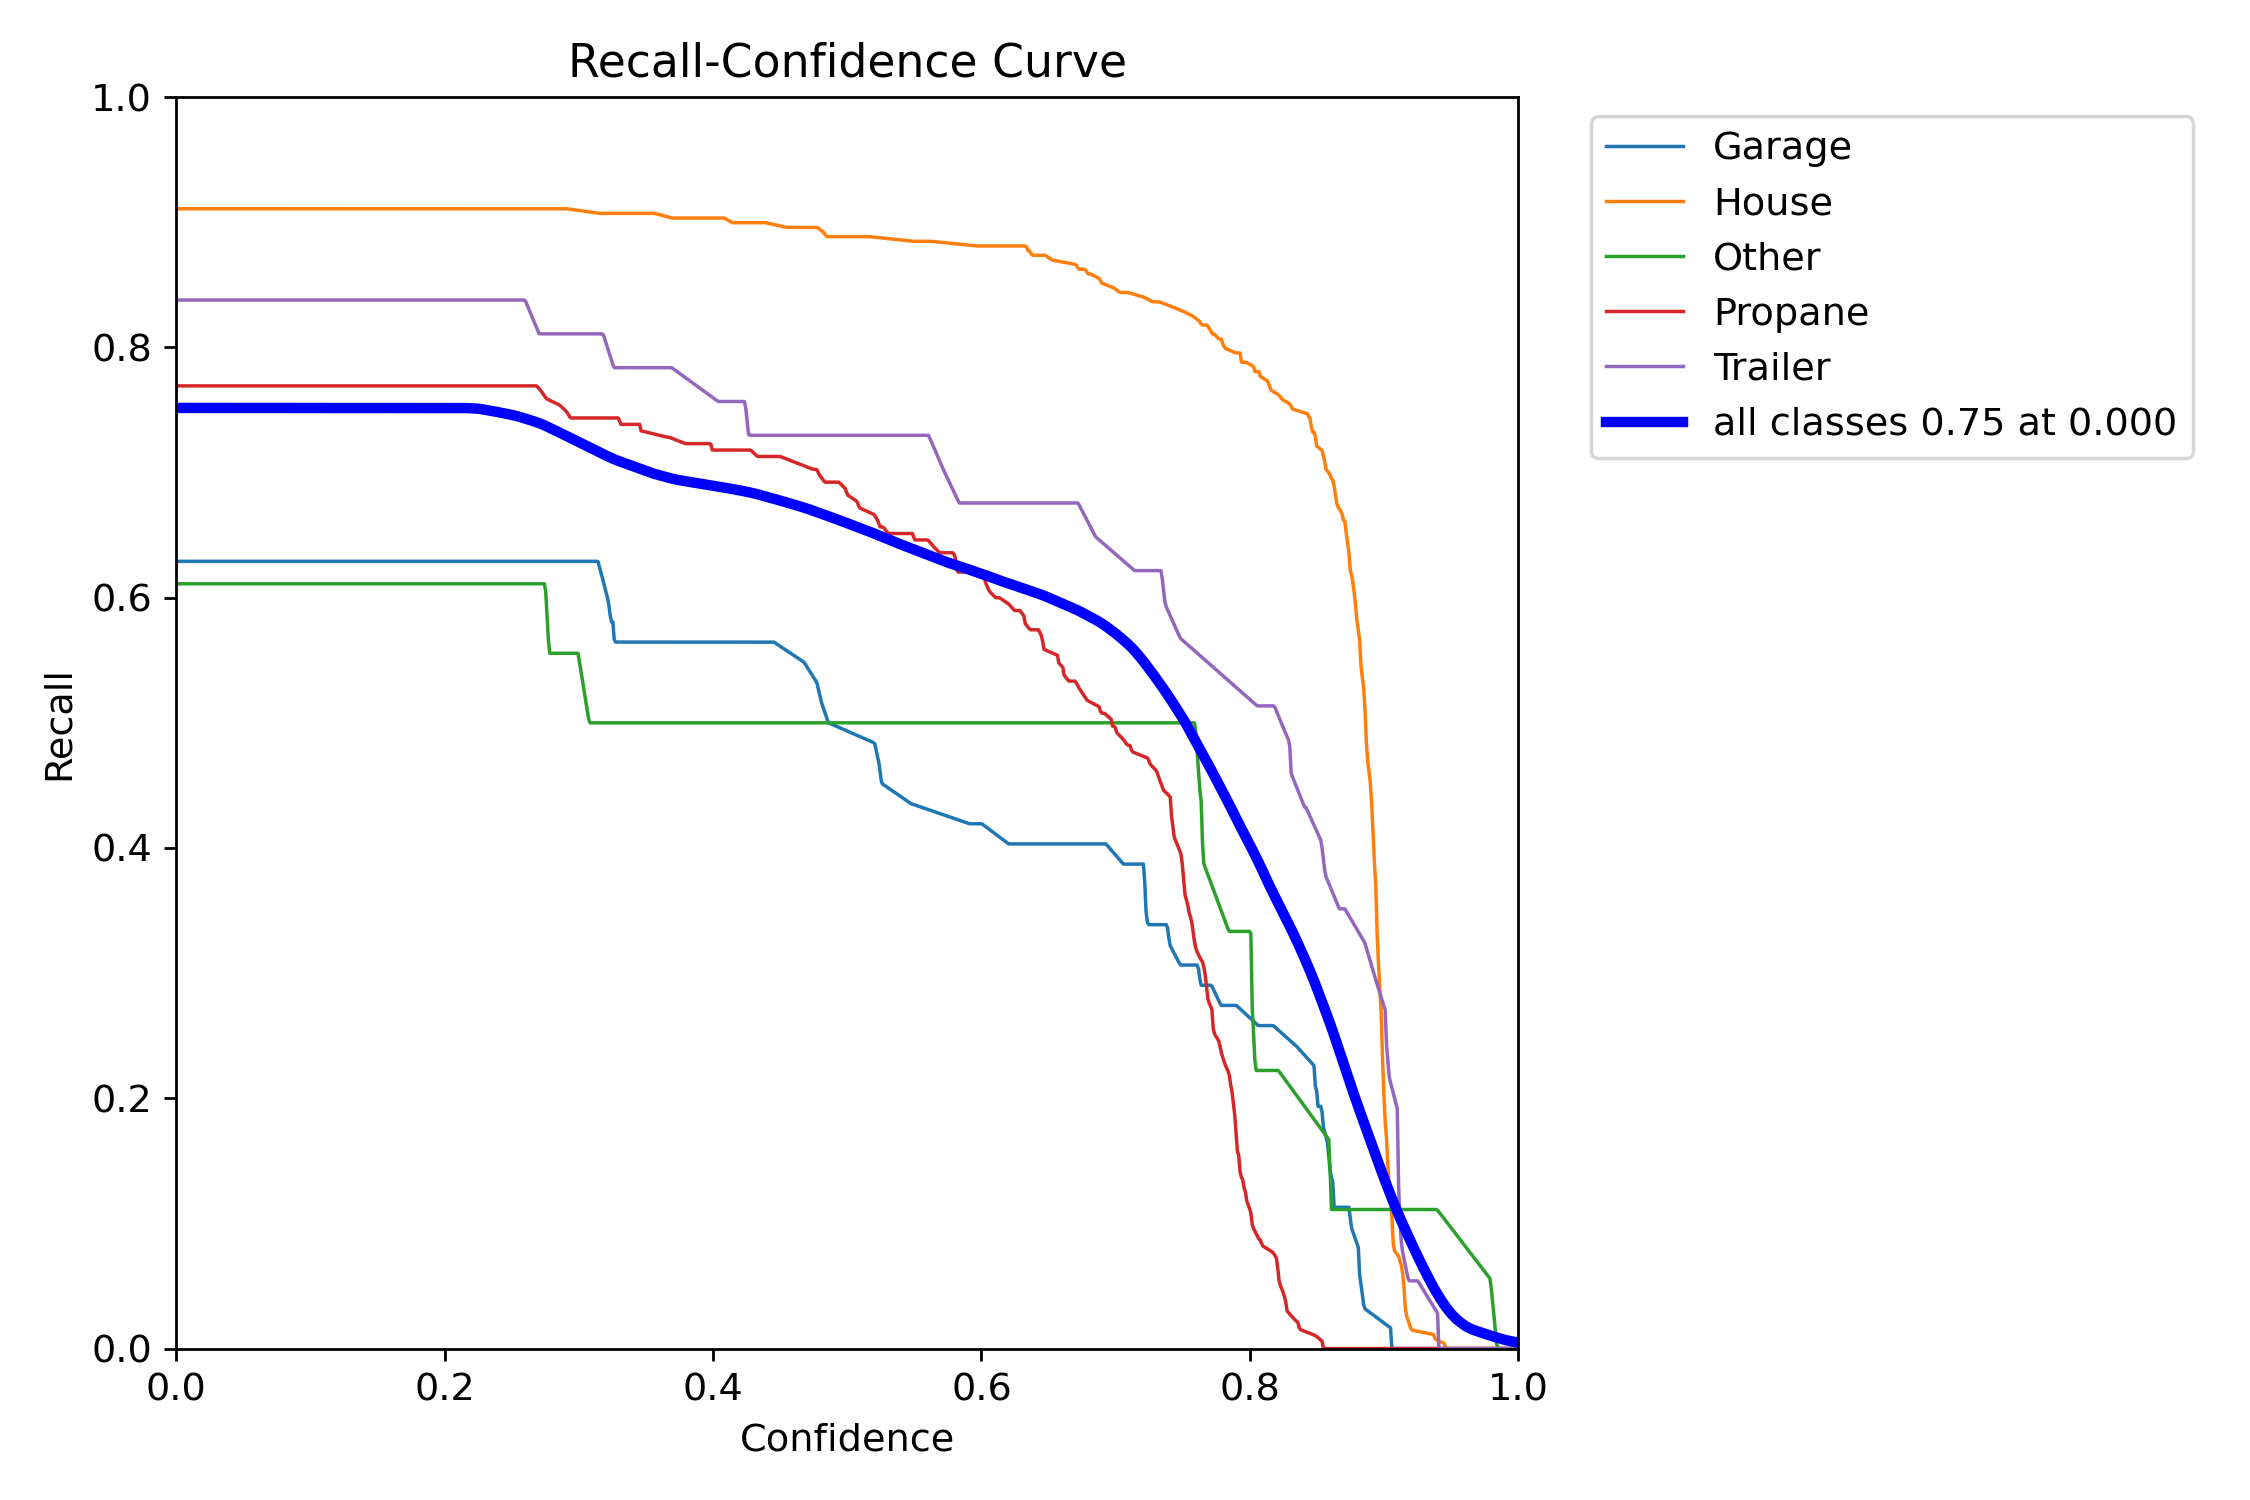 Recall-Confidence Curve
1.0
0.8
0.6
0.4
0.2
0.0
Recall
0.0 0.2 0.4 0.6 0.8 1.0
Confidence
Garage
House
Other
Propane
Trailer
all classes 0.75 at 0.000